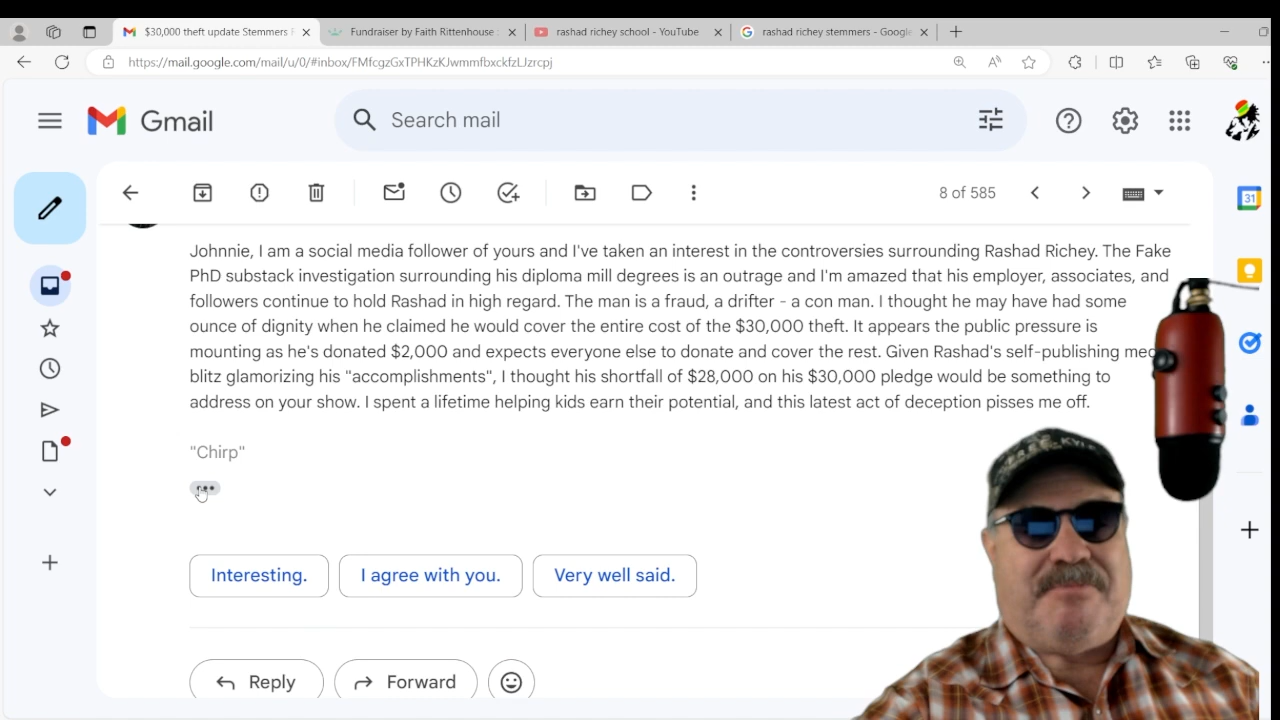 $30,000 theft update Stemmers
Fundraiser by Faith Rittenhouse
rashad richey school - YouTube
rashad richey stemmers - Google
https://mail.google.com/mail/u/0/#inbox/FMfcgzGxTPHKzKJwmmfbxckfzLJzrcpj
Gmail
Search mail
8 of 585
31
Johnnie, I am a social media follower of yours and I've taken an interest in the controversies surrounding Rashad Richey. The Fake
PhD substack investigation surrounding his diploma mill degrees is an outrage and I'm amazed that his employer, associates, and
followers continue to hold Rashad in high regard. The man is a fraud, a drifter - a con man. I thought he may have had some
ounce of dignity when he claimed he would cover the entire cost of the $30,000 theft. It appears the public pressure is
mounting as he's donated $2,000 and expects everyone else to donate and cover the rest. Given Rashad's self-publishing
blitz glamorizing his "accomplishments", I thought his shortfall of $28,000 on his $30,000 pledge would be something to
address on your show. I spent a lifetime helping kids earn their potential, and this latest act of deception pisses me off.
"Chirp"
Interesting.
I agree with you.
Very well said.
Reply
Forward